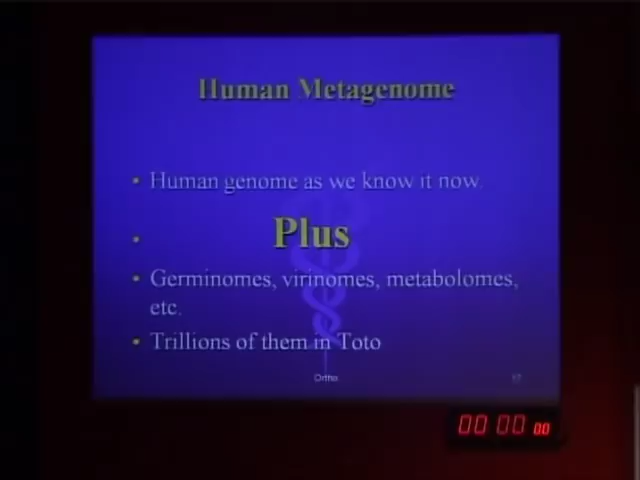 Human Metagenome
• Human genome as we know it now.
• Plus
• Germinomes, virinomes, metabolomes,
etc.
• Trillions of them in Toto
Ortho
00 00 00